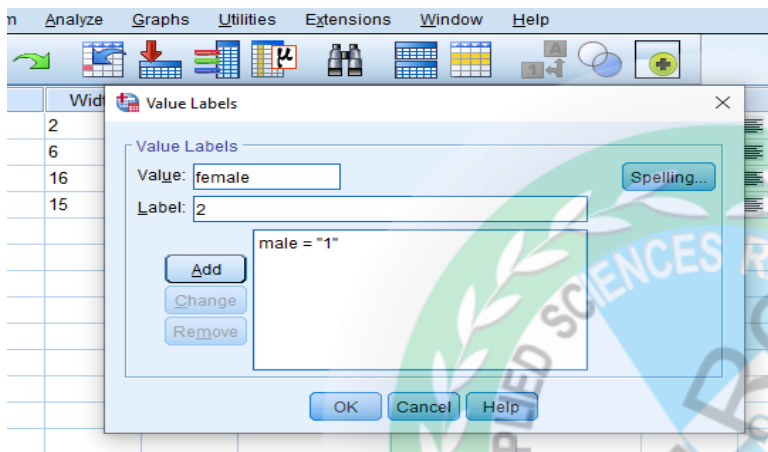 Analyze Graphs Utilities Extensions Window Help
Value Labels
2
6
16
15
Value Labels
Value: female
Spelling...
Label: 2
male = "1"
Add
Change
Remove
OK Cancel Help
SCIENCES